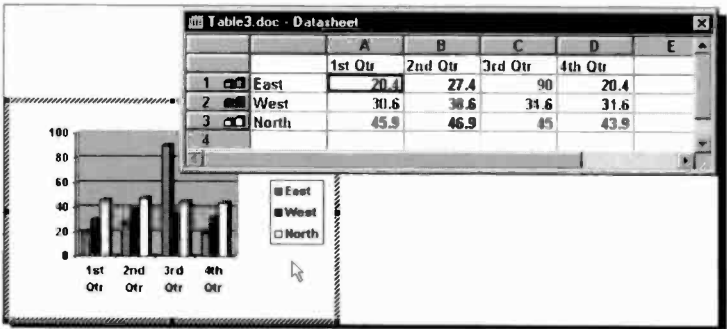 Table3.doc - Datasheet
A B C D E
1st Qtr 2nd Qtr 3rd Qtr 4th Qtr
1 East 20.4 27.4 90 20.4
2 West 30.6 38.6 34.6 31.6
3 North 45.9 46.9 45 43.9
4
100
80
60
40
20
0
1st Qtr 2nd Qtr 3rd Qtr 4th Qtr
East
West
North